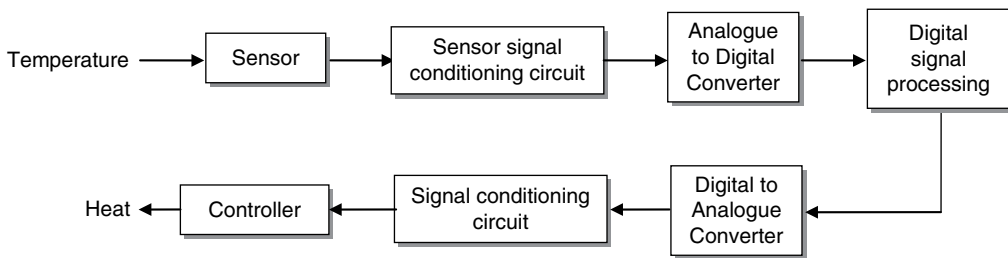 Temperature
Sensor
Sensor signal
conditioning circuit
Analogue
to Digital
Converter
Digital
signal
processing
Heat
Controller
Signal conditioning
circuit
Digital to
Analogue
Converter